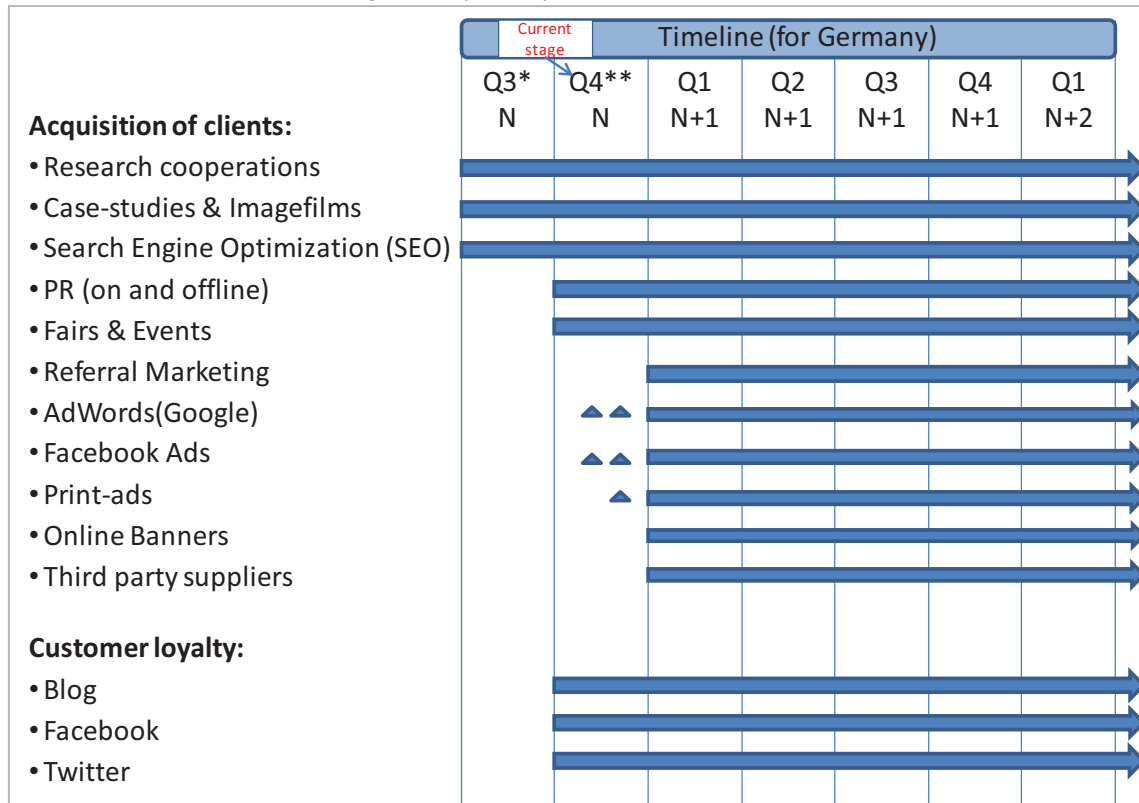 Current
stage
Timeline (for Germany)
Q3* Q4** Q1 Q2 Q3 Q4 Q1
N N N+1 N+1 N+1 N+1 N+2
Acquisition of clients:
• Research cooperations
• Case-studies & Imagefilms
• Search Engine Optimization (SEO)
• PR (on and offline)
• Fairs & Events
• Referral Marketing
• AdWords(Google)
• Facebook Ads
• Print-ads
• Online Banners
• Third party suppliers
Customer loyalty:
• Blog
• Facebook
• Twitter